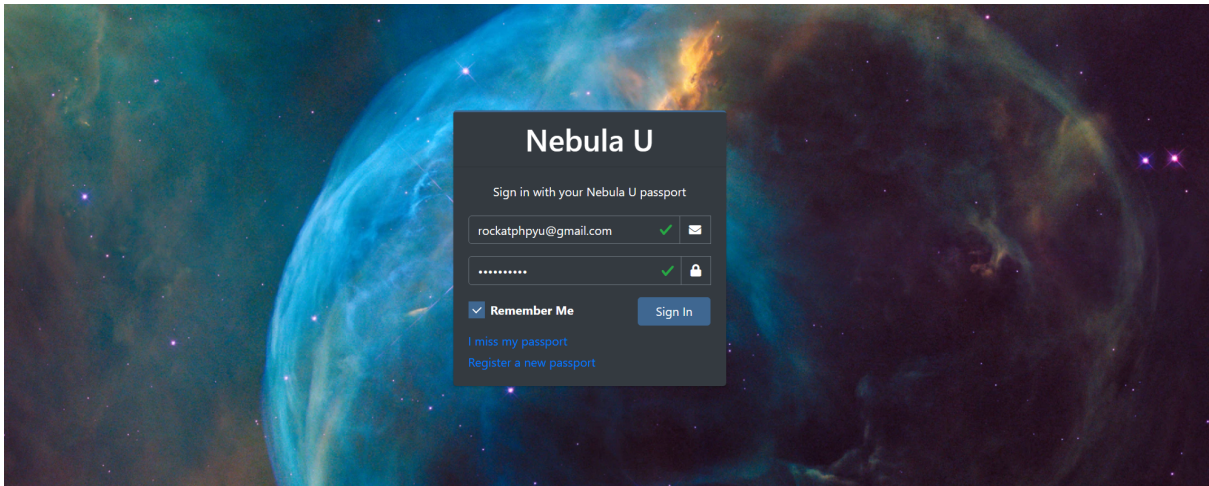 Nebula U
Sign in with your Nebula U passport
rockatphpyu@gmail.com
••••••••••
Remember Me
Sign In
I miss my passport
Register a new passport